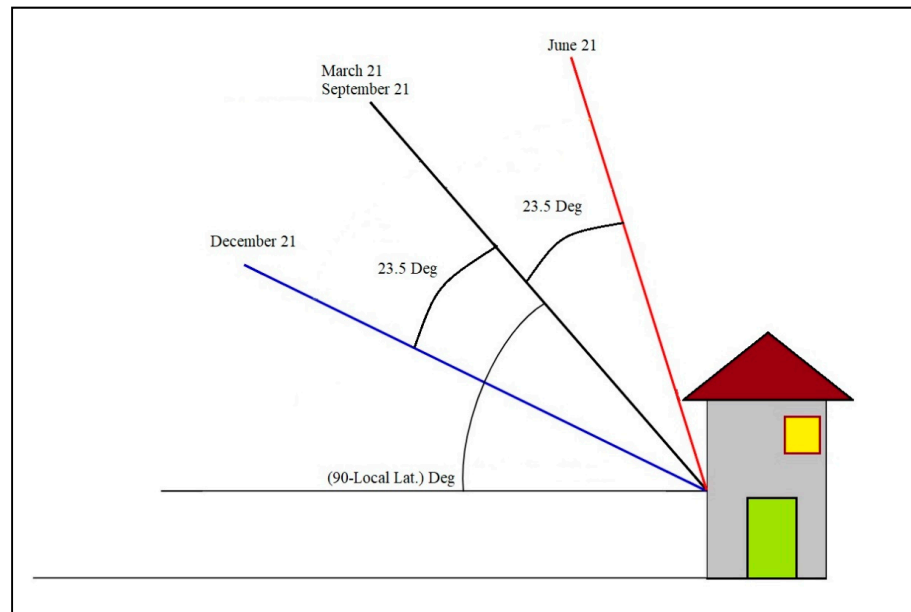 June 21
March 21
September 21
23.5 Deg
December 21
23.5 Deg
(90-Local Lat.) Deg